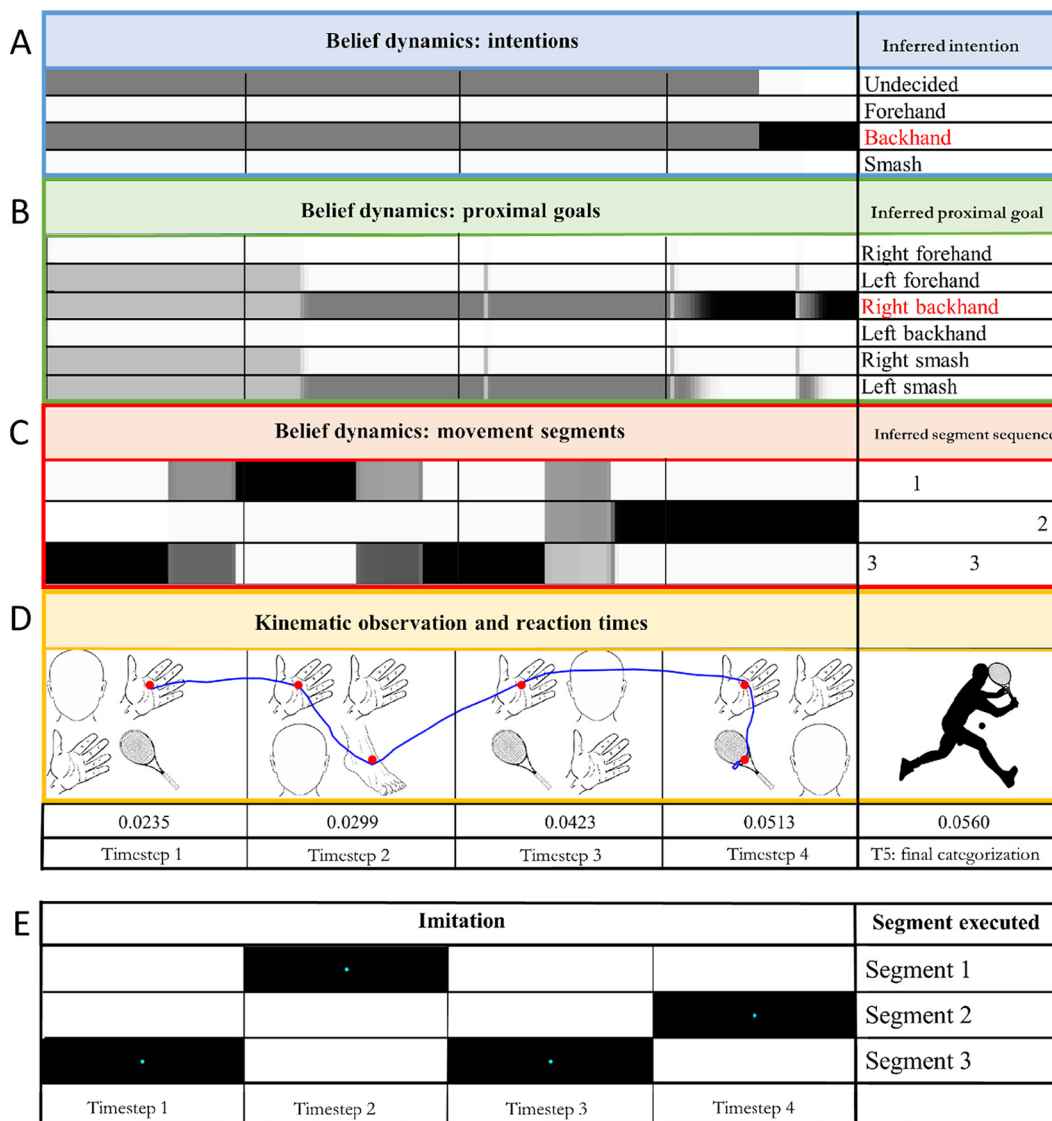 A
Belief dynamics: intentions
Inferred intention
Undecided
Forehand
Backhand
Smash
B
Belief dynamics: proximal goals
Inferred proximal goal
Right forehand
Left forehand
Right backhand
Left backhand
Right smash
Left smash
C
Belief dynamics: movement segments
Inferred segment sequence
1
2
3 3
D
Kinematic observation and reaction times
0.0235 0.0299 0.0423 0.0513 0.0560
Timestep 1 Timestep 2 Timestep 3 Timestep 4 T5: final categorization
E
Imitation Segment executed
Segment 1
Segment 2
Segment 3
Timestep 1 Timestep 2 Timestep 3 Timestep 4